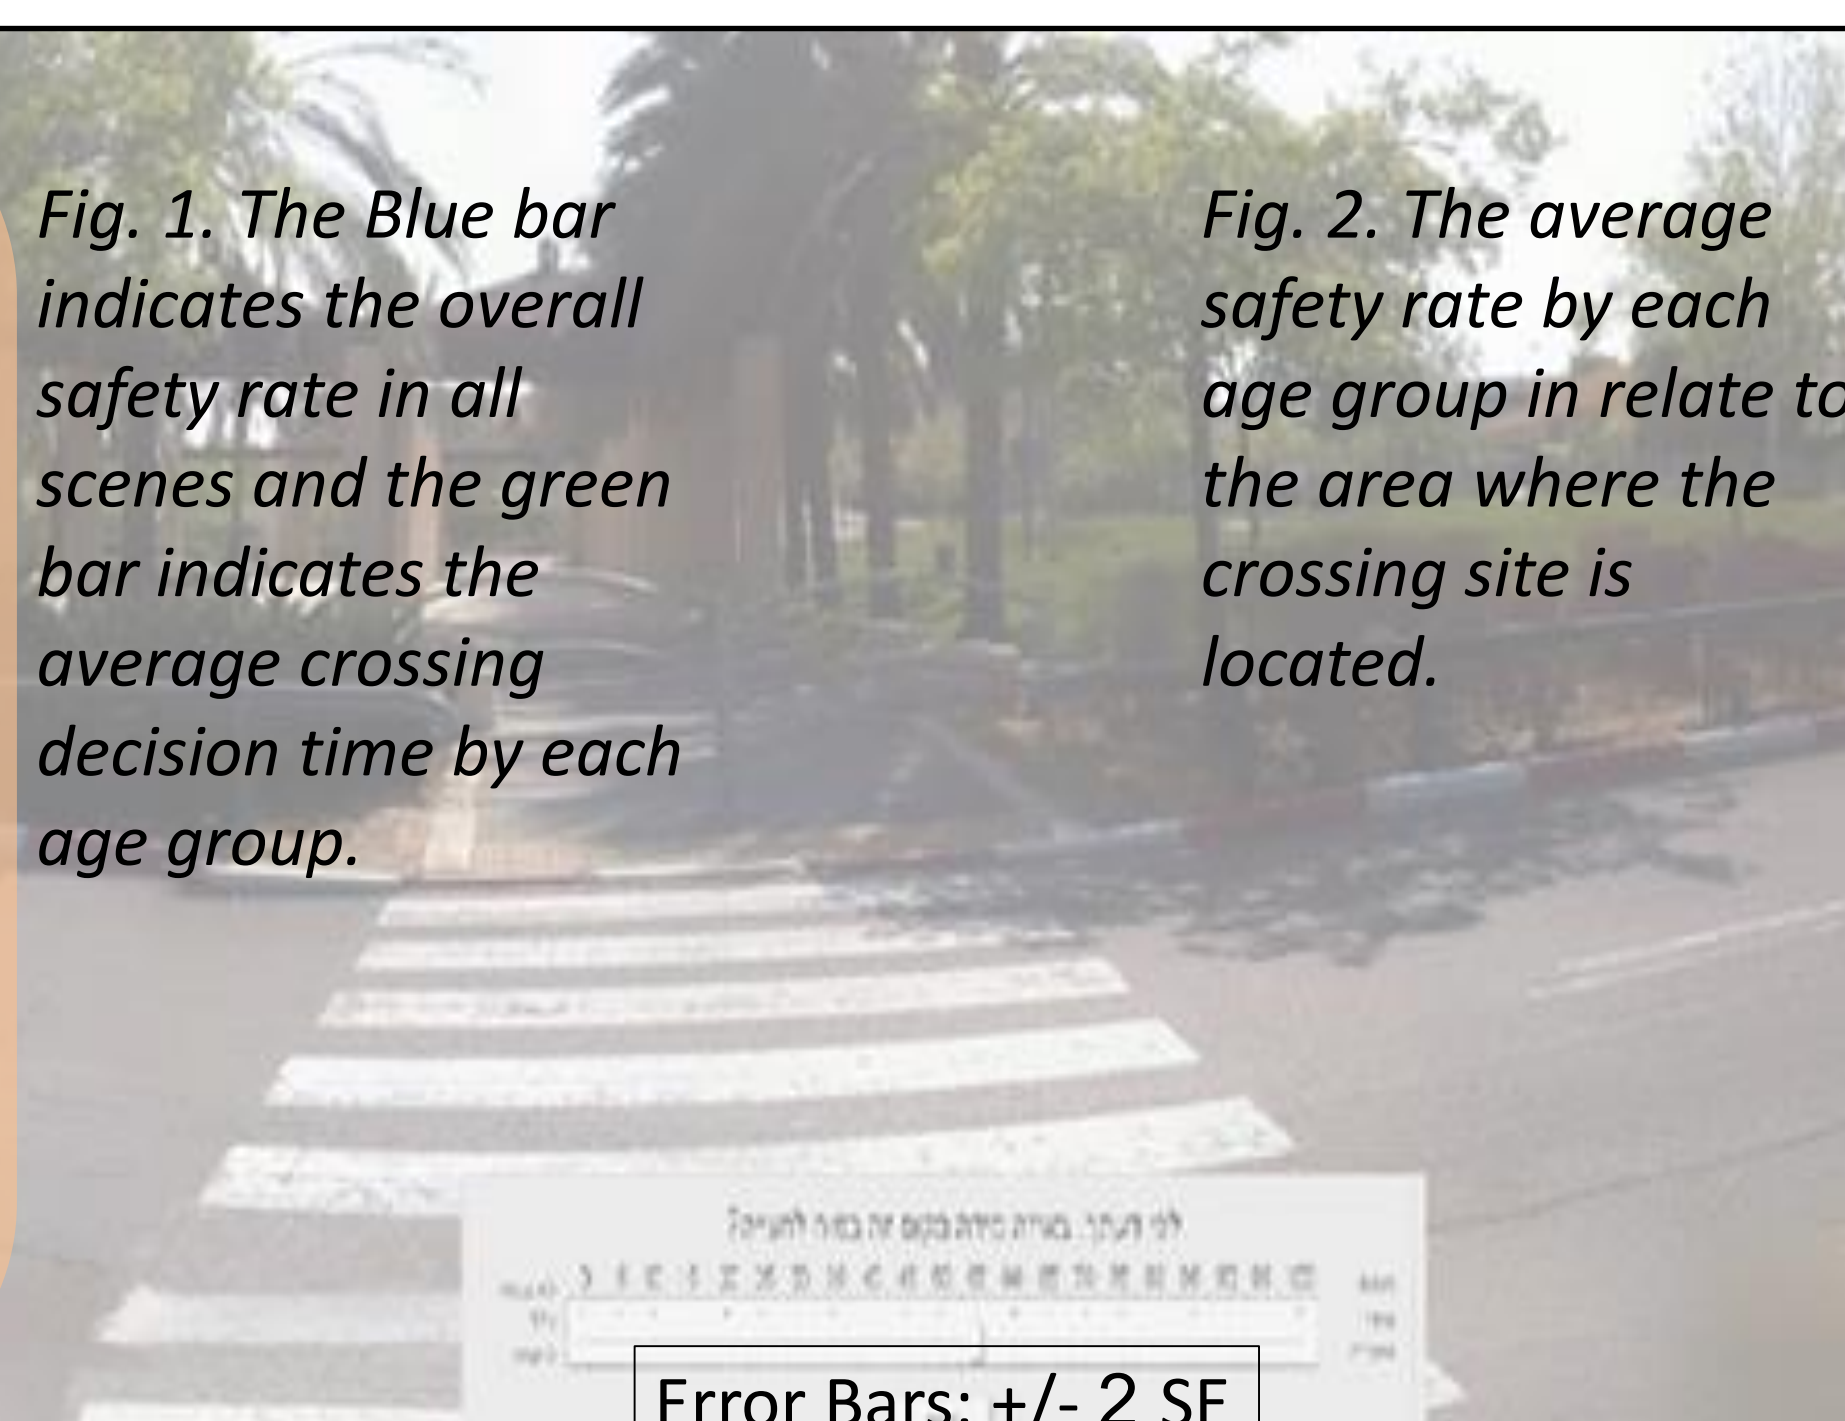 Fig. 1. The Blue bar
indicates the overall
safety rate in all
scenes and the green
bar indicates the
average crossing
decision time by each
age group.
Fig. 2. The average
safety rate by each
age group in relate to
the area where the
crossing site is
located.
Error Bars: +/- 2 SE